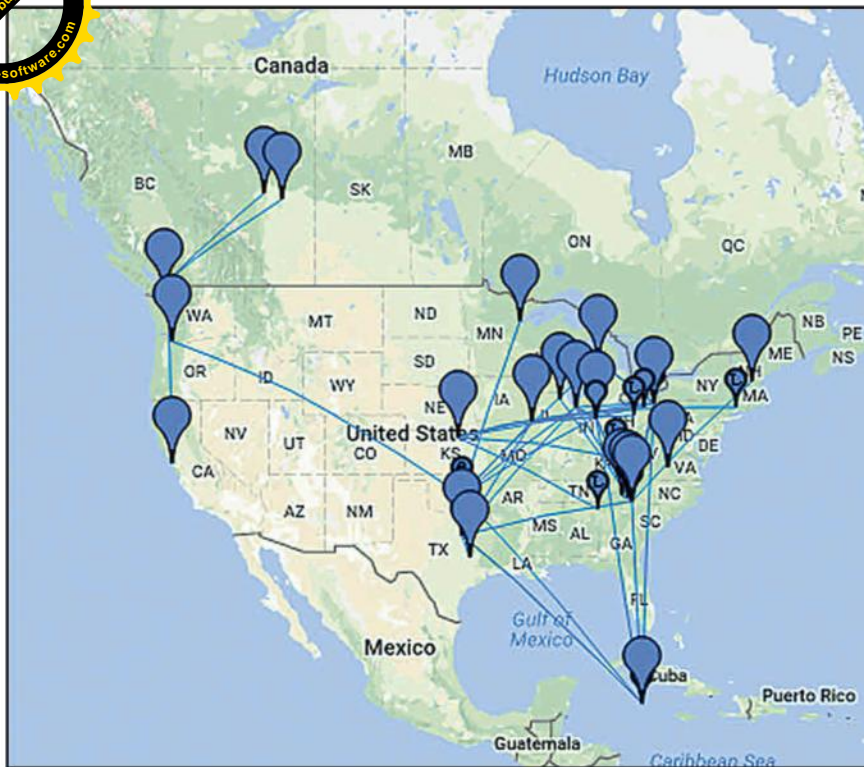 software.com
Canada
Hudson Bay
MB
BC
SK
ON
QC
WA
MT
ND
MN
NB
PE
ME
NS
OR
ID
SD
WY
NY
MA
IA
NE
United States
NV
UT
CO
KS
MO
DE
CA
VA
AZ
NM
AR
TN
NC
TX
MS
AL
SC
GA
LA
FL
Gulf of
Mexico
Mexico
Cuba
Puerto Rico
Guatemala
Caribbean Sea